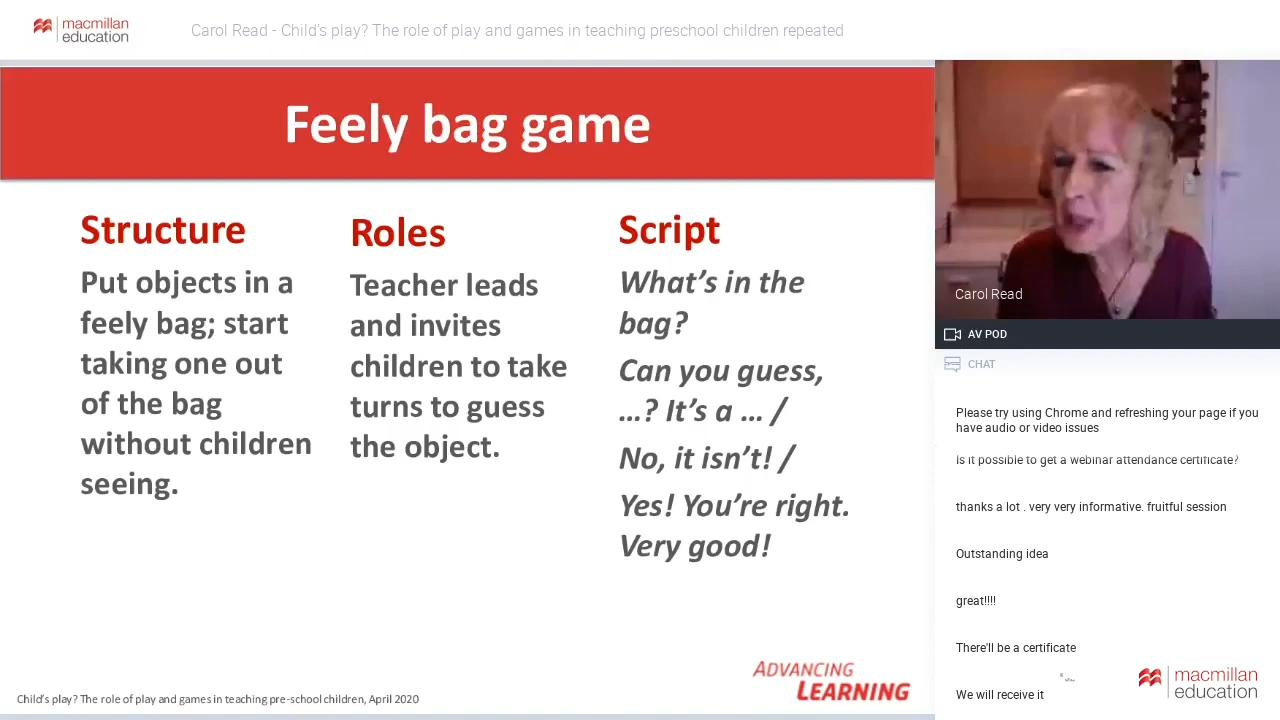 macmillan
education
Carol Read - Child's play? The role of play and games in teaching preschool children repeated
Feely bag game
Structure
Put objects in a
feely bag; start
taking one out
of the bag
without children
seeing.
Roles
Teacher leads
and invites
children to take
turns to guess
the object.
Script
What's in the
bag?
Can you guess,
...? It's a ... /
No, it isn't! /
Yes! You're right.
Very good!
ADVANCING
LEARNING
Child's play? The role of play and games in teaching pre-school children, April 2020
Carol Read
AV POD
CHAT
Please try using Chrome and refreshing your page if you
have audio or video issues
is it possible to get a webinar attendance certificate?
thanks a lot . very very informative. fruitful session
Outstanding idea
great!!!!
There'll be a certificate
We will receive it
macmillan
education